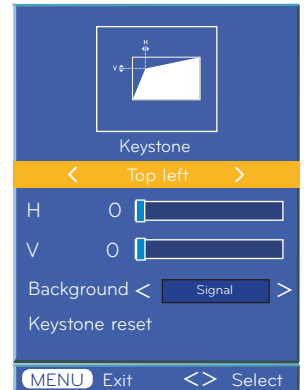 H
V
Keystone
< Top left >
H 0
V 0
Background < Signal >
Keystone reset
MENU Exit <> Select